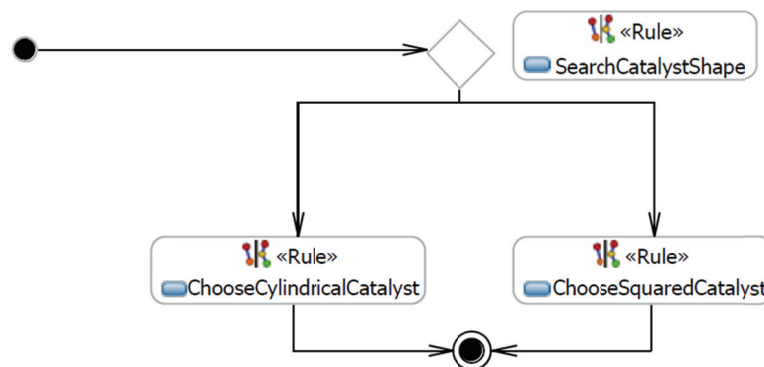 «Rule»
SearchCatalystShape
«Rule»
ChooseCylindricalCatalyst
«Rule»
ChooseSquaredCatalyst